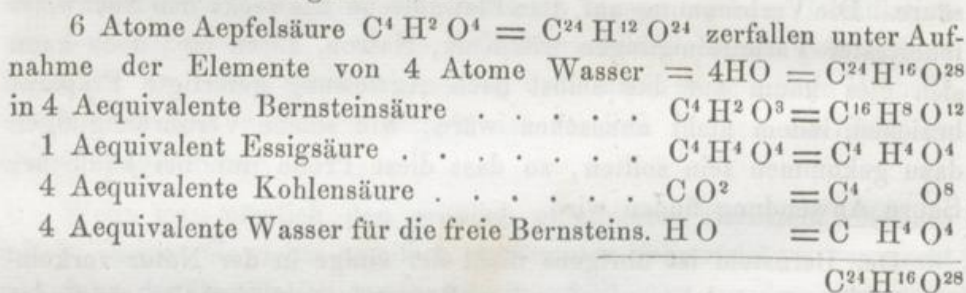 6 Atome Aepfelsäure C⁴ H² O⁴ = C²⁴ H¹² O²⁴ zerfallen unter Auf-
nahme der Elemente von 4 Atome Wasser = 4HO = C²⁴H¹⁶O²⁸
in 4 Aequivalente Bernsteinsäure . . . . . C⁴ H² O³ = C¹⁶ H⁸ O¹²
1 Aequivalent Essigsäure . . . . . C⁴ H⁴ O⁴ = C⁴ H⁴ O⁴
4 Aequivalente Kohlensäure . . . . . C O² = C⁴ O⁸
4 Aequivalente Wasser für die freie Bernsteins. H O = C H⁴ O⁴
C²⁴H¹⁶O²⁸